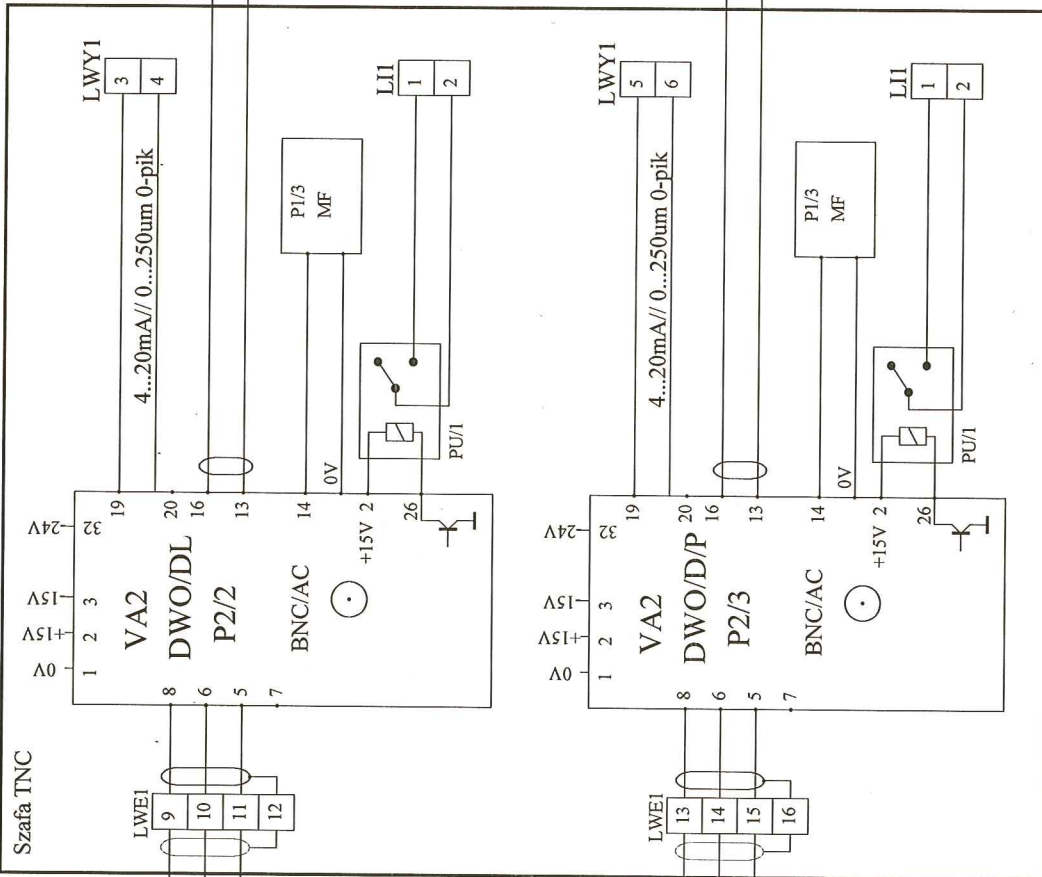 Szafa TNC
LWY1
3
4
4...20mA// 0...250um 0-pik
LI1
1
2
P1/3
MF
PU/1
0V
19
20
16
13
14
+15V 2
26
-24V
32
-15V
3
+15V
2
0V
1
VA2
DWO/DL
P2/2
BNC/AC
8
6
5
7
LWE1
9
10
11
12
LWY1
5
6
4...20mA// 0...250um 0-pik
LI1
1
2
P1/3
MF
PU/1
0V
19
20
16
13
14
+15V 2
26
-24V
32
-15V
3
+15V
2
0V
1
VA2
DWO/D/P
P2/3
BNC/AC
8
6
5
7
LWE1
13
14
15
16